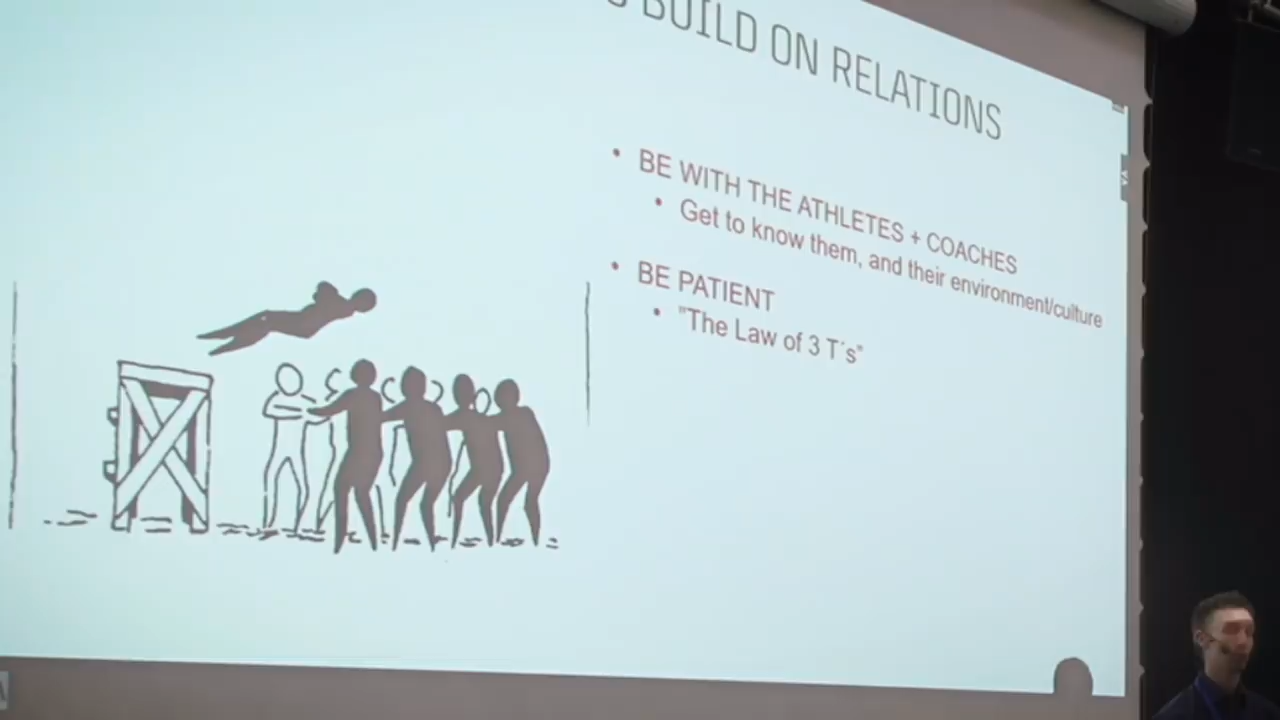 BUILD ON RELATIONS
• BE WITH THE ATHLETES + COACHES
• Get to know them, and their environment/culture
• BE PATIENT
• "The Law of 3 T´s"